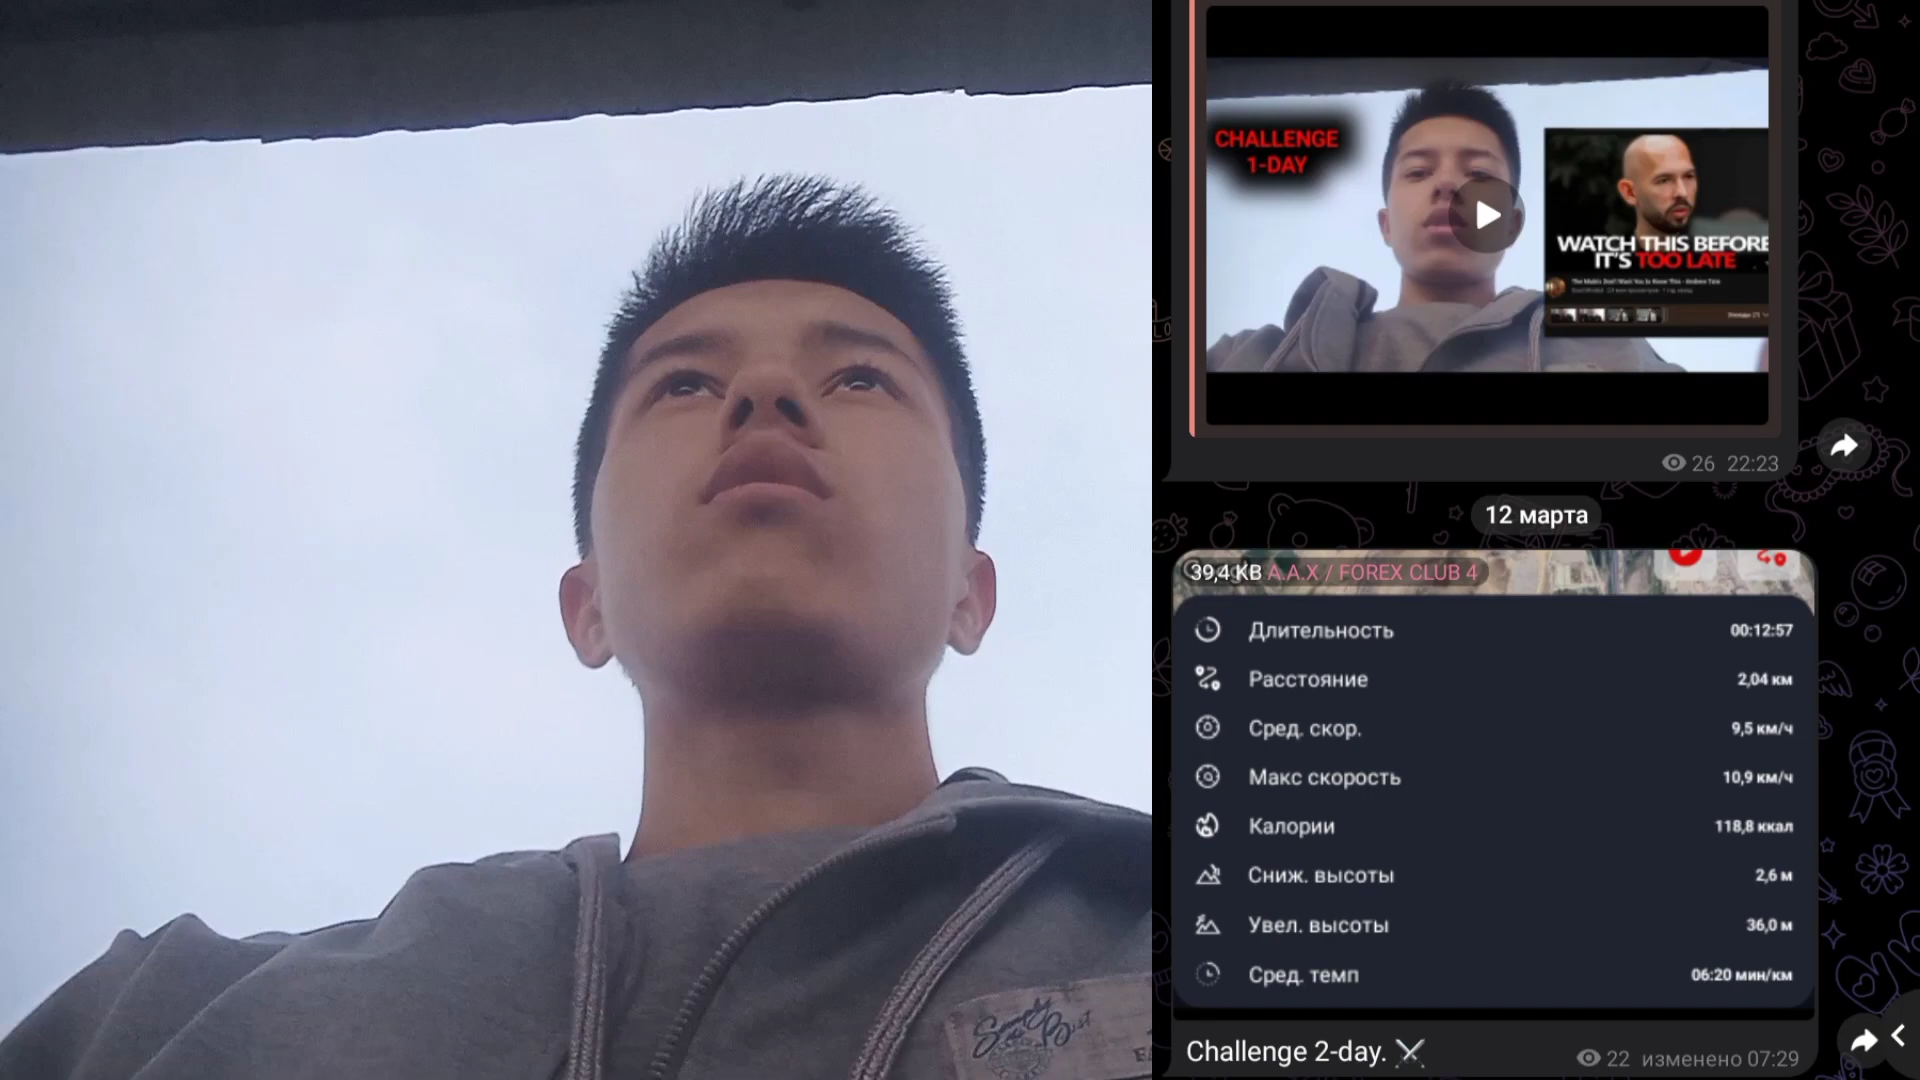 CHALLENGE
1-DAY
WATCH THIS BEFORE
IT'S TOO LATE
26 22:23
12 марта
39,4 KB A.A.X / FOREX CLUB 4
Длительность 00:12:57
Расстояние 2,04 км
Сред. скор. 9,5 км/ч
Макс скорость 10,9 км/ч
Калории 118,8 ккал
Сниж. высоты 2,6 м
Увел. высоты 36,0 м
Сред. темп 06:20 мин/км
Challenge 2-day.
22 изменено 07:29
Simply
Best